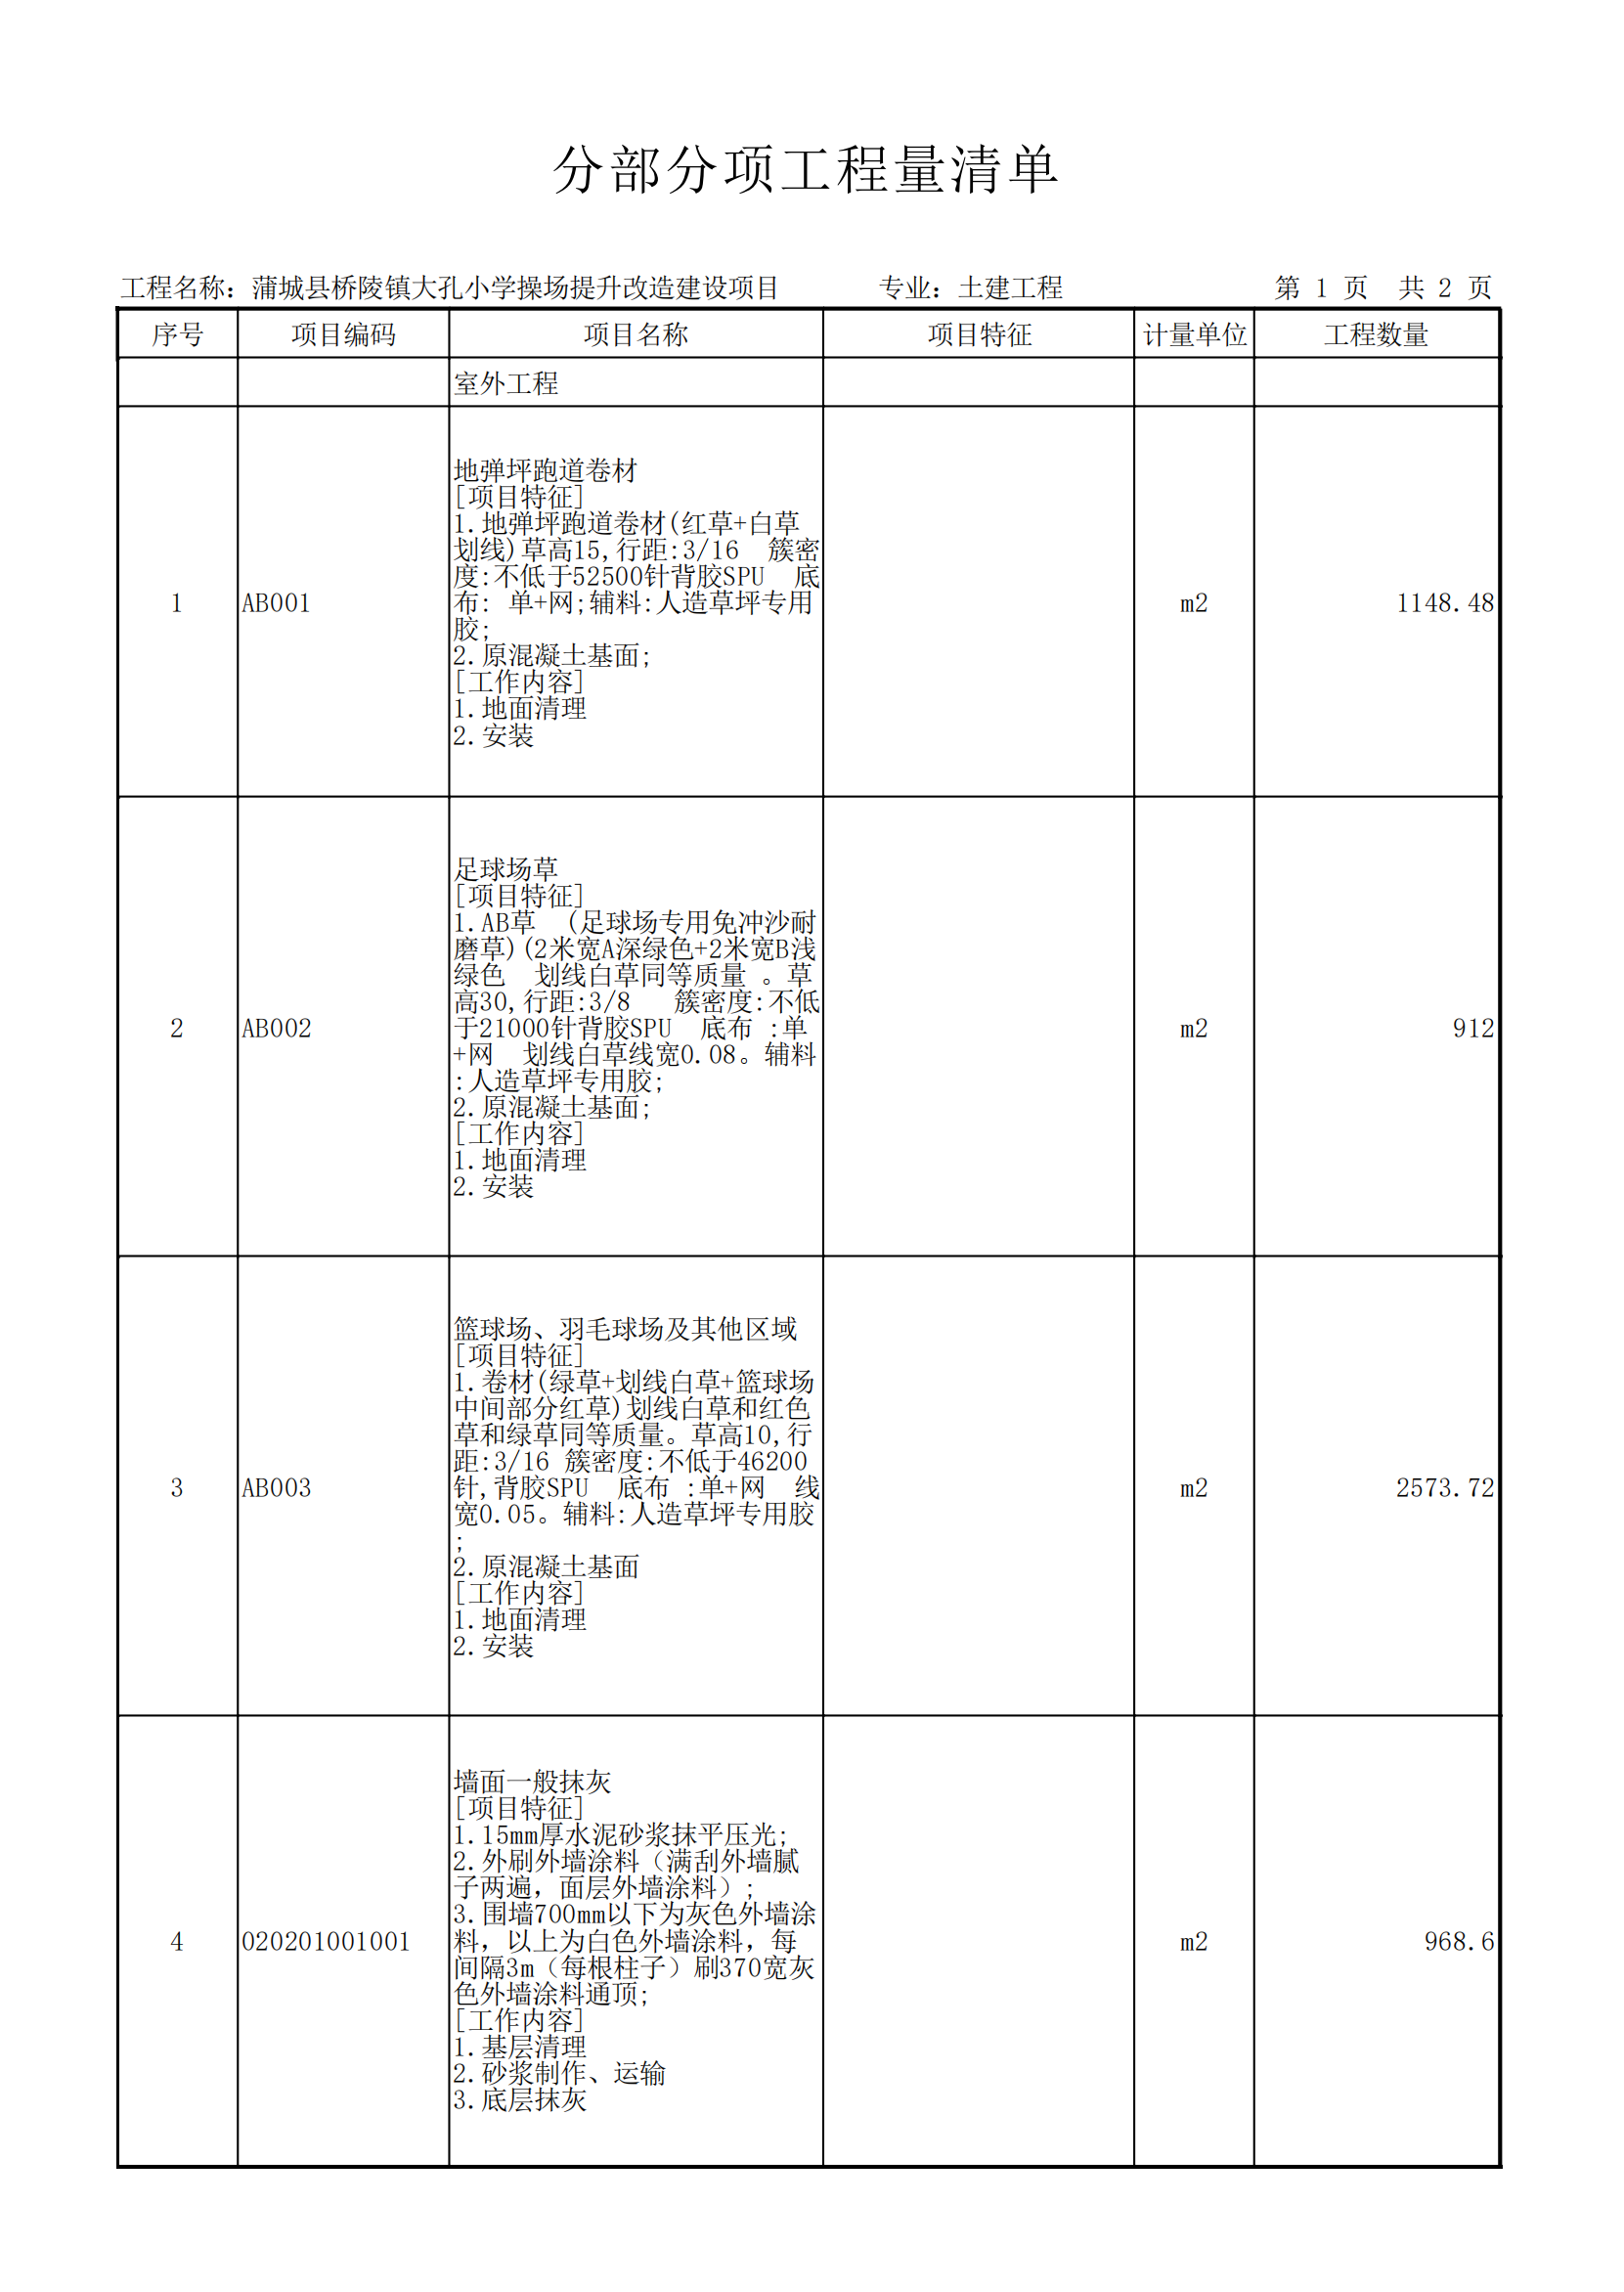 分部分项工程量清单
工程名称：蒲城县桥陵镇大孔小学操场提升改造建设项目 专业：土建工程 第 1 页 共 2 页
序号 项目编码 项目名称 项目特征 计量单位 工程数量
室外工程
地弹坪跑道卷材
[项目特征]
1.地弹坪跑道卷材(红草+白草
划线)草高15,行距:3/16 簇密
度:不低于52500针背胶SPU 底
布: 单+网;辅料:人造草坪专用
胶;
2.原混凝土基面;
[工作内容]
1.地面清理
2.安装
1 AB001 m2 1148.48
足球场草
[项目特征]
1.AB草 (足球场专用免冲沙耐
磨草)(2米宽A深绿色+2米宽B浅
绿色 划线白草同等质量 。草
高30,行距:3/8 簇密度:不低
于21000针背胶SPU 底布 :单
+网 划线白草线宽0.08。辅料
:人造草坪专用胶;
2.原混凝土基面;
[工作内容]
1.地面清理
2.安装
2 AB002 m2 912
篮球场、羽毛球场及其他区域
[项目特征]
1.卷材(绿草+划线白草+篮球场
中间部分红草)划线白草和红色
草和绿草同等质量。草高10,行
距:3/16 簇密度:不低于46200
针,背胶SPU 底布 :单+网 线
宽0.05。辅料:人造草坪专用胶
;
2.原混凝土基面
[工作内容]
1.地面清理
2.安装
3 AB003 m2 2573.72
墙面一般抹灰
[项目特征]
1.15mm厚水泥砂浆抹平压光;
2.外刷外墙涂料（满刮外墙腻
子两遍，面层外墙涂料）;
3.围墙700mm以下为灰色外墙涂
料，以上为白色外墙涂料，每
间隔3m（每根柱子）刷370宽灰
色外墙涂料通顶;
[工作内容]
1.基层清理
2.砂浆制作、运输
3.底层抹灰
4 020201001001 m2 968.6